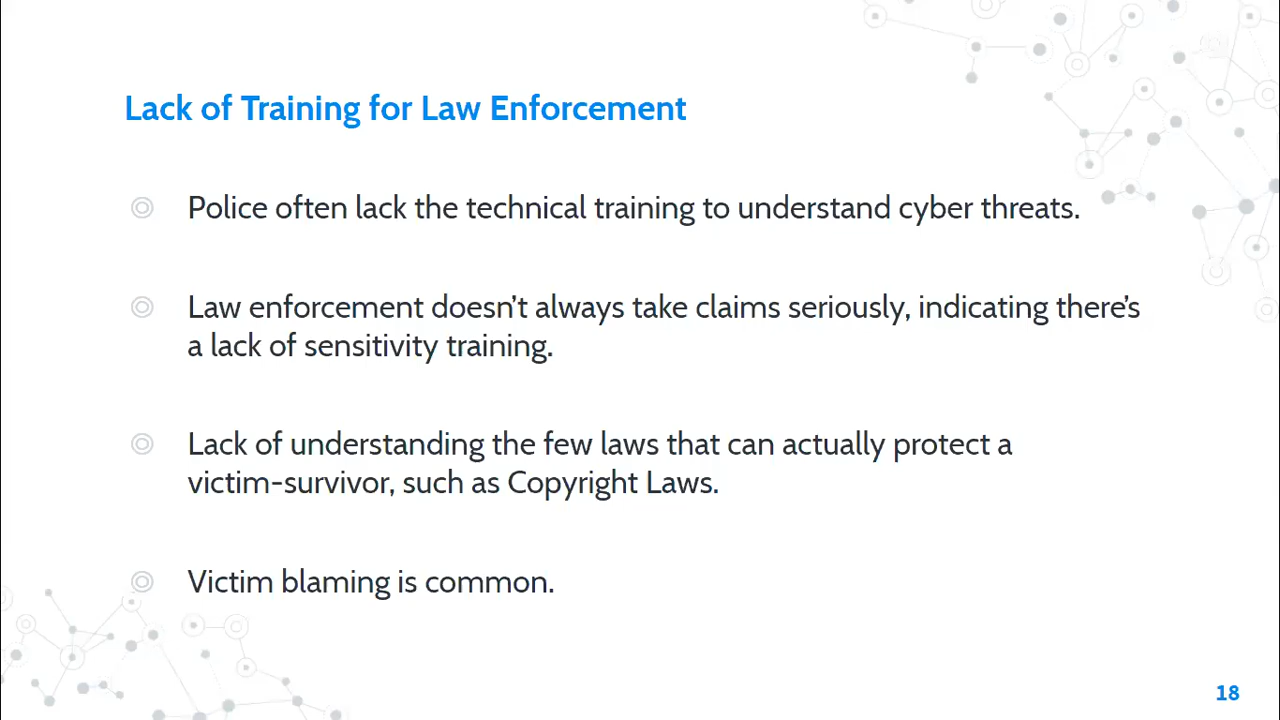 Lack of Training for Law Enforcement
Police often lack the technical training to understand cyber threats.
Law enforcement doesn’t always take claims seriously, indicating there’s
a lack of sensitivity training.
Lack of understanding the few laws that can actually protect a
victim-survivor, such as Copyright Laws.
Victim blaming is common.
18